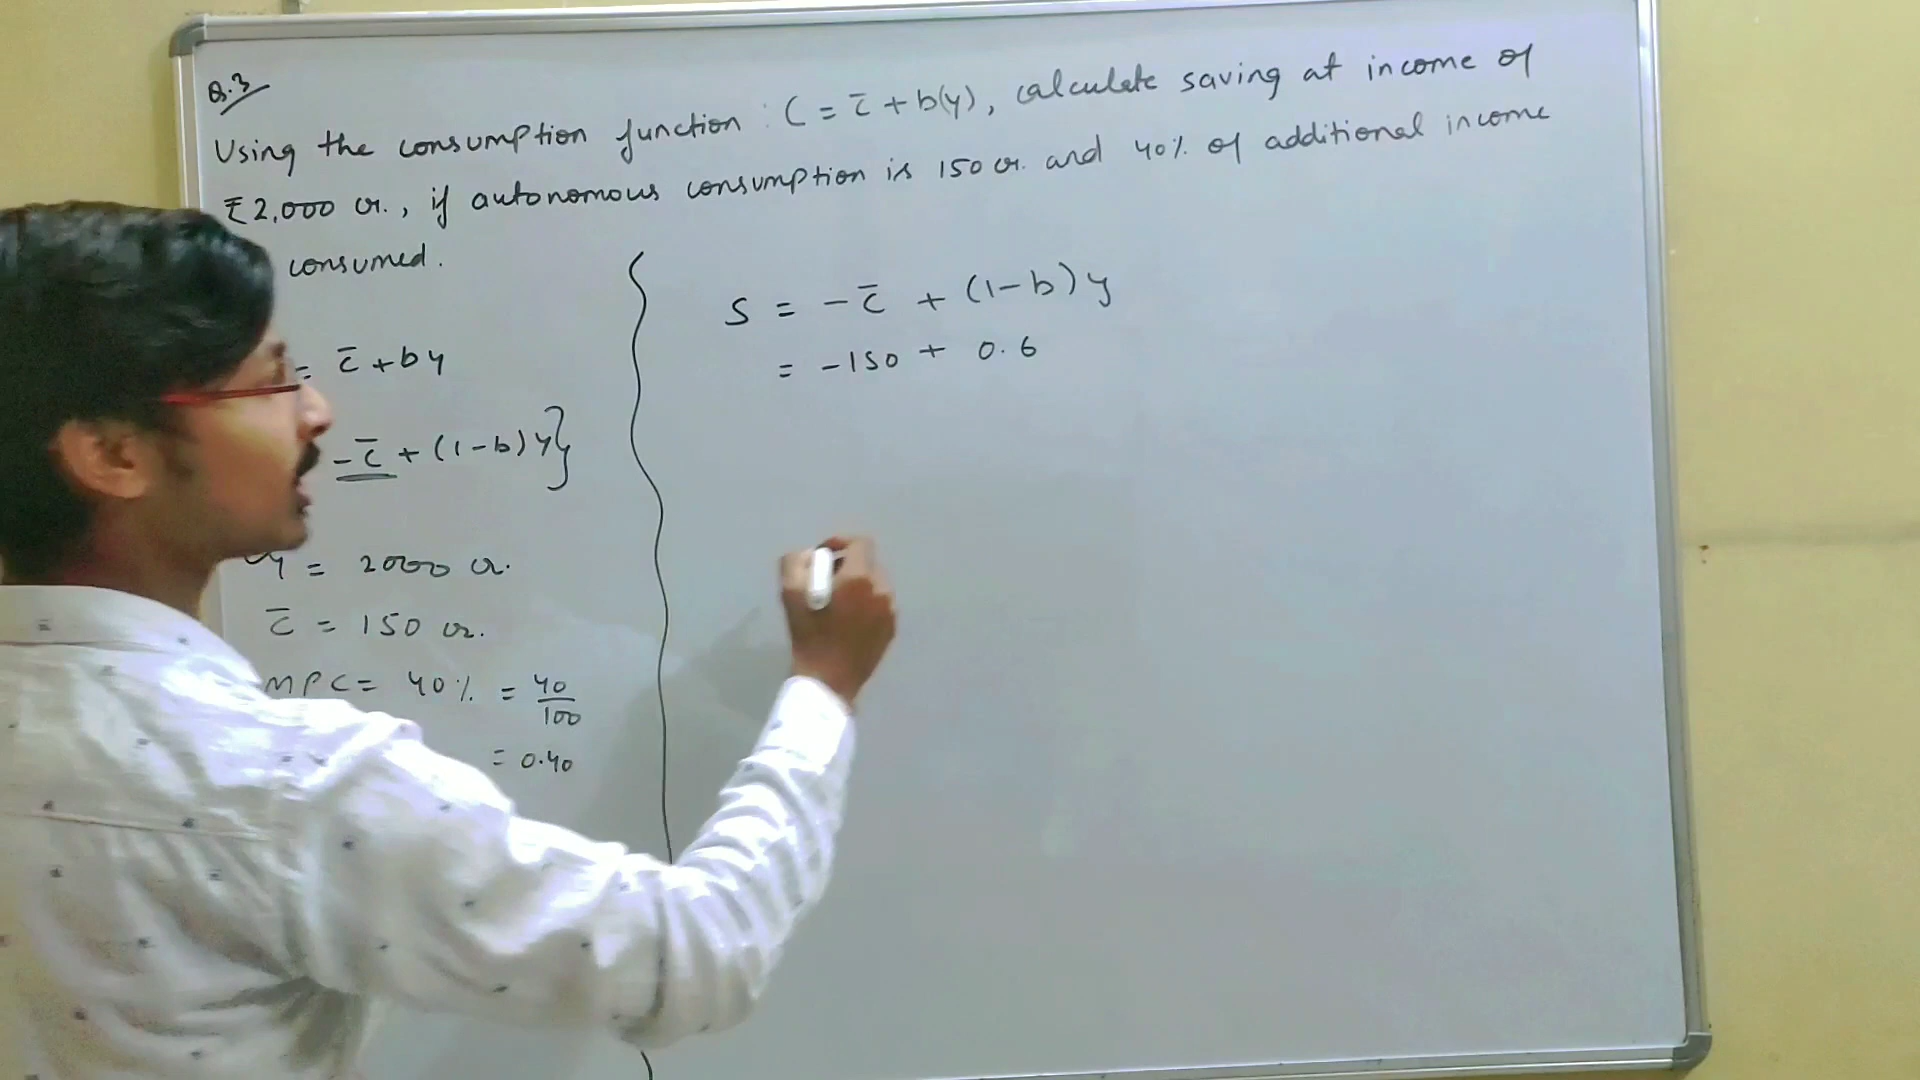 Q.3
Using the consumption function : C = c̄ + b(y), calculate saving at income of
₹2,000 cr., if autonomous consumption is 150 cr. and 40% of additional income
consumed.
= c̄ + by
-c̄ + (1-b) y}
y = 2000 cr.
c̄ = 150 cr.
MPC = 40% = 40/100
= 0.40
S = -c̄ + (1-b) y
= -150 + 0.6